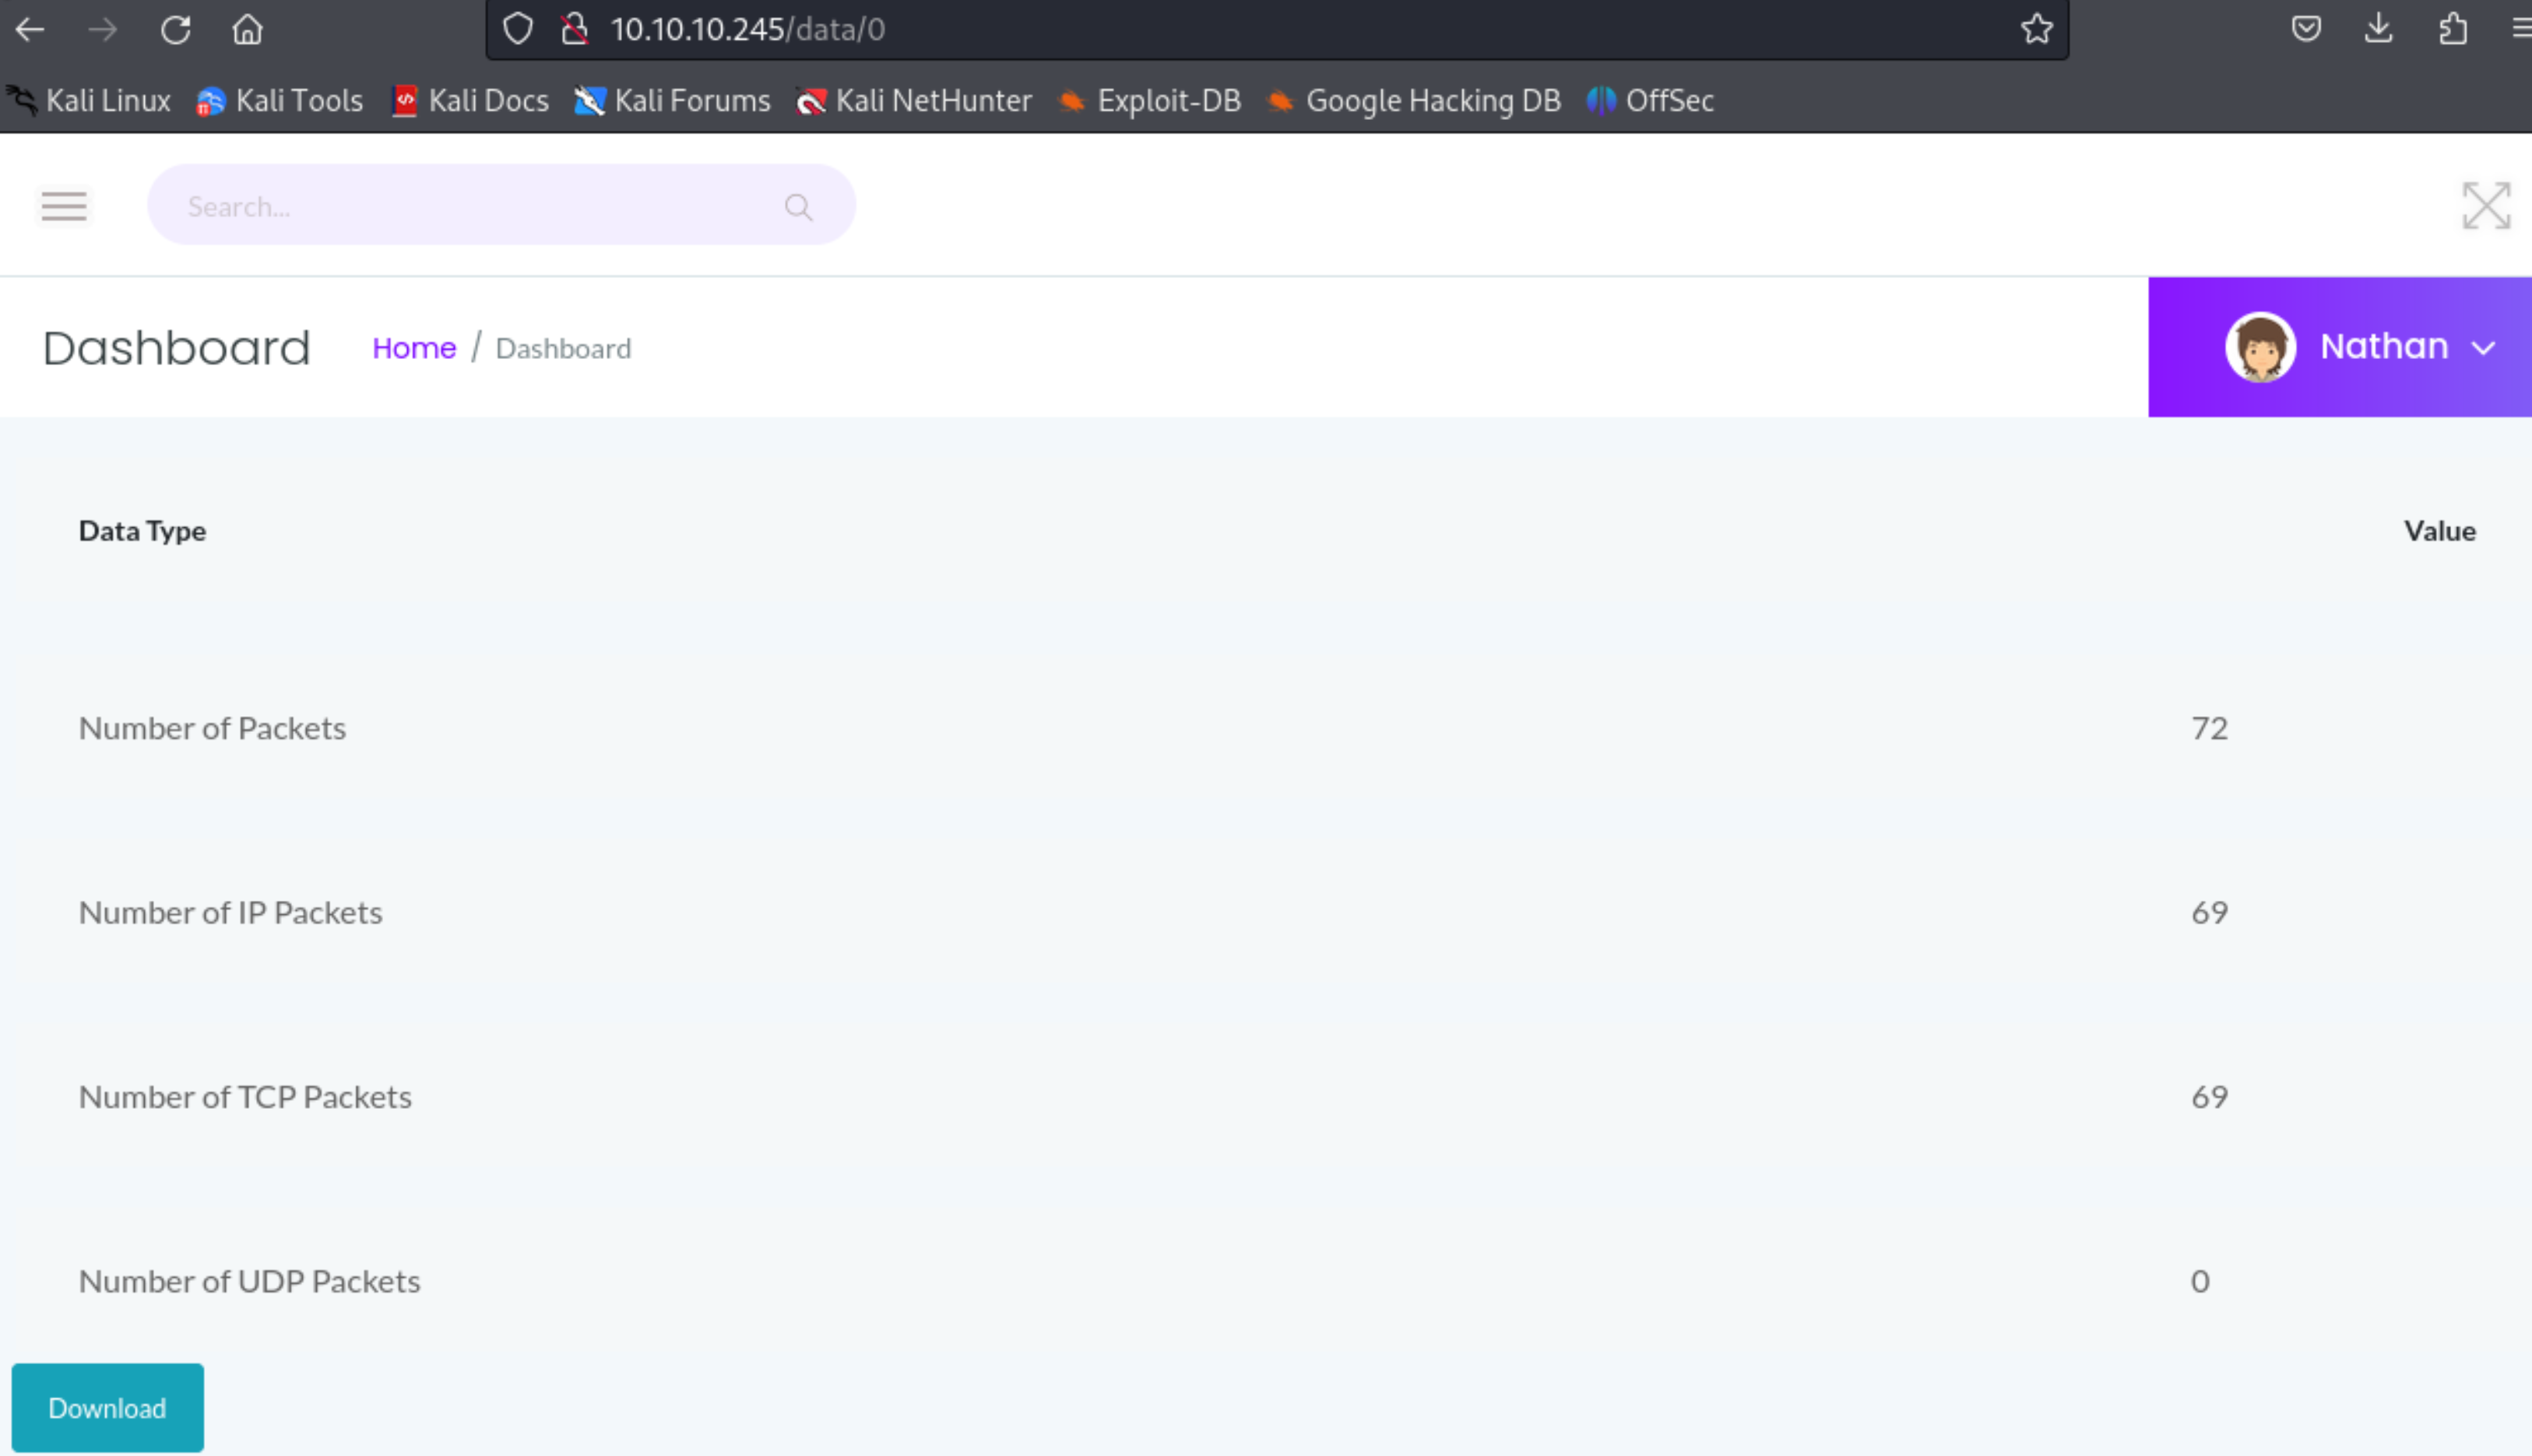 10.10.10.245/data/0
Kali Linux Kali Tools Kali Docs Kali Forums Kali NetHunter Exploit-DB Google Hacking DB OffSec
Search...
Dashboard Home / Dashboard Nathan
Data Type Value
Number of Packets 72
Number of IP Packets 69
Number of TCP Packets 69
Number of UDP Packets 0
Download